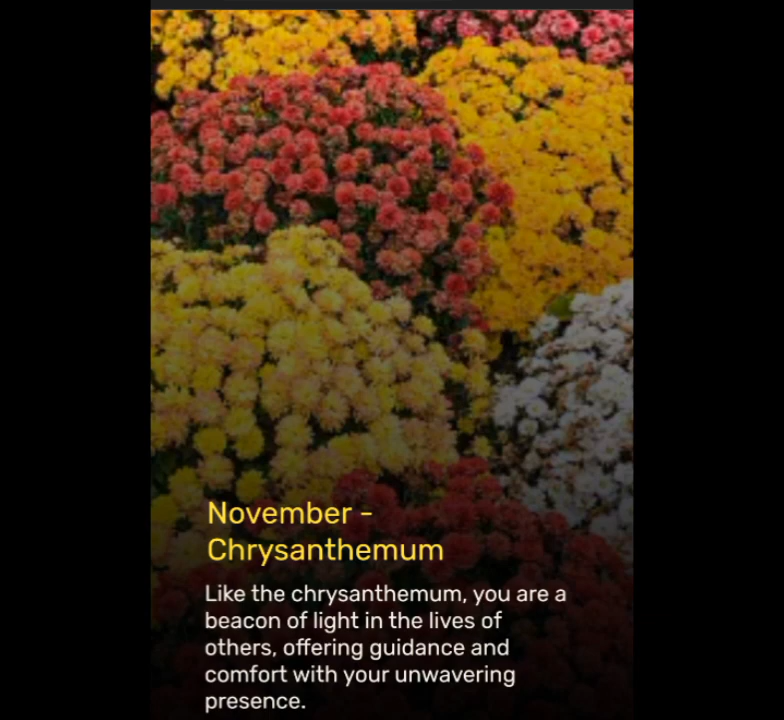 November -
Chrysanthemum
Like the chrysanthemum, you are a
beacon of light in the lives of
others, offering guidance and
comfort with your unwavering
presence.